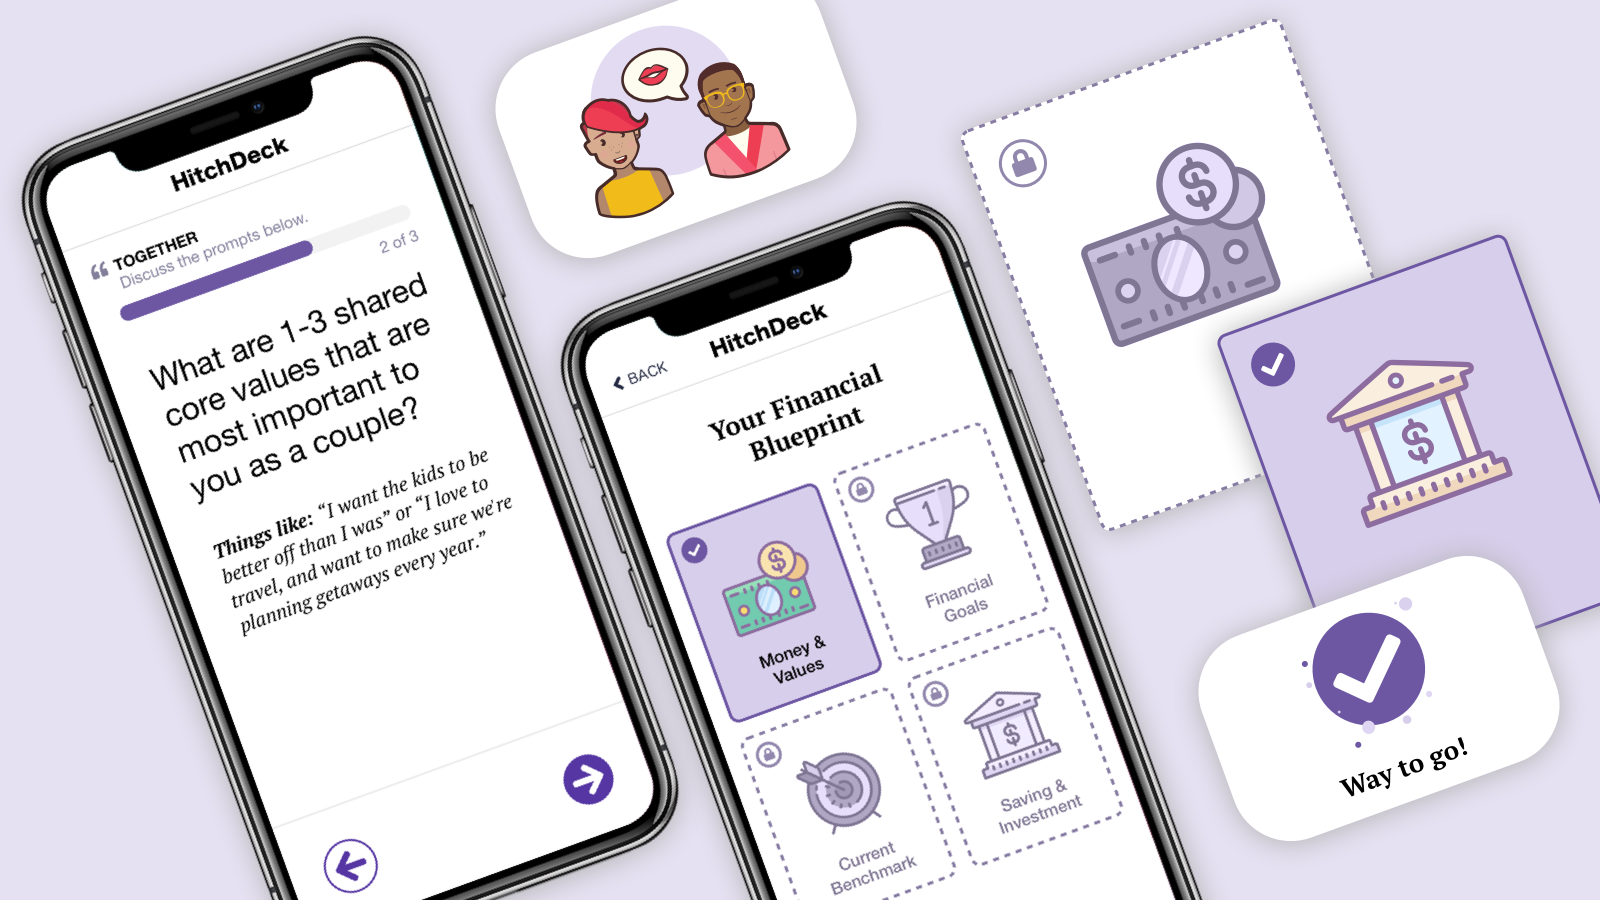 HitchDeck
“ TOGETHER
Discuss the prompts below.
2 of 3
What are 1-3 shared
core values that are
most important to
you as a couple?
Things like: “I want the kids to be
better off than I was” or “I love to
travel, and want to make sure we’re
planning getaways every year.”
HitchDeck
BACK
Your Financial
Blueprint
$
Money &
Values
1
Financial
Goals
Current
Benchmark
$
Saving &
Investment
$
$
Way to go!